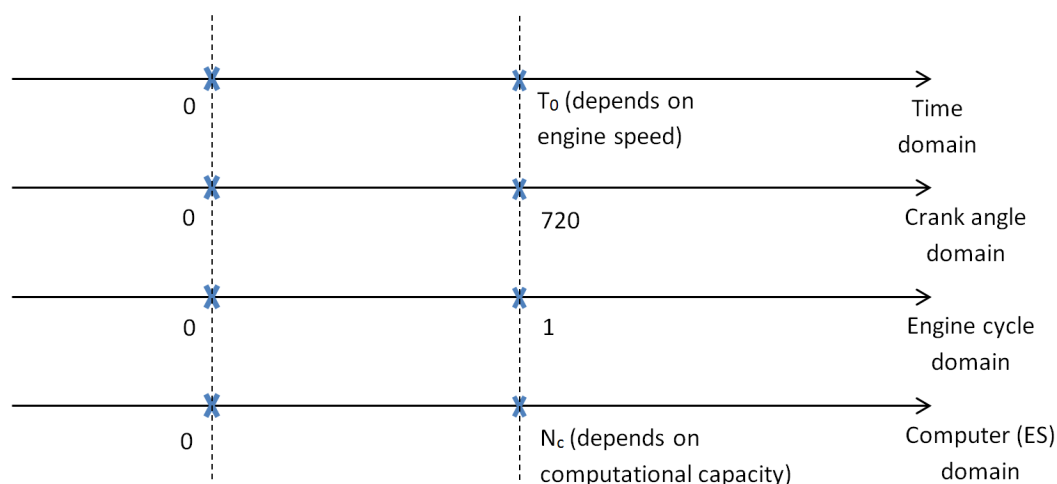 0
T₀ (depends on
engine speed)
Time
domain
0
720
Crank angle
domain
0
1
Engine cycle
domain
0
N꜀ (depends on
computational capacity)
Computer (ES)
domain